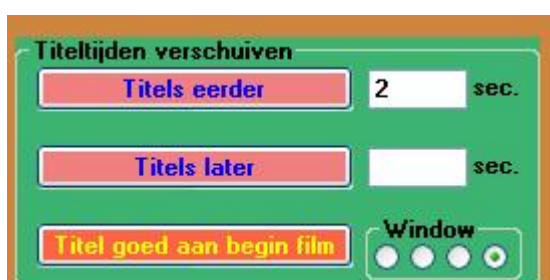 Titeltijden verschuiven
Titels eerder 2 sec.
Titels later sec.
Window
Titel goed aan begin film